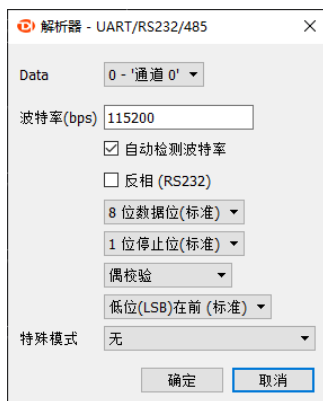 解析器 - UART/RS232/485
Data 0 - '通道 0'
波特率(bps) 115200
自动检测波特率
反相 (RS232)
8 位数据位(标准)
1 位停止位(标准)
偶校验
低位(LSB)在前 (标准)
特殊模式 无
确定 取消